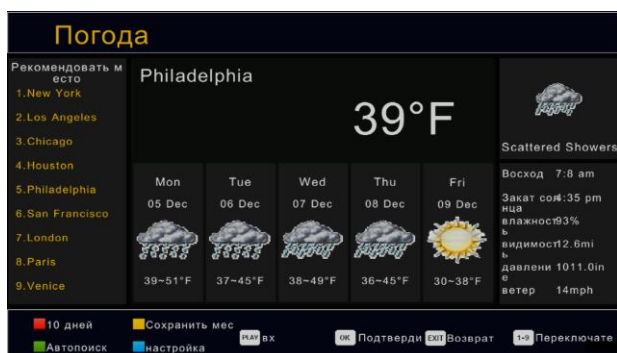 Погода
Рекомендовать м
есто
1.New York
2.Los Angeles
3.Chicago
4.Houston
5.Philadelphia
6.San Francisco
7.London
8.Paris
9.Venice
Philadelphia
39°F
Mon
05 Dec
39~51°F
Tue
06 Dec
37~45°F
Wed
07 Dec
38~49°F
Thu
08 Dec
36~45°F
Fri
09 Dec
30~38°F
Scattered Showers
Восход 7:8 am
Закат сол4:35 pm
нца
влажност93%
ь
видимост12.6mi
ь
давлени 1011.0in
е
ветер 14mph
10 дней
Сохранить мес
Автопоиск
настройка
PLAY вх
OK Подтверди
EXIT Возврат
1-9 Переключате